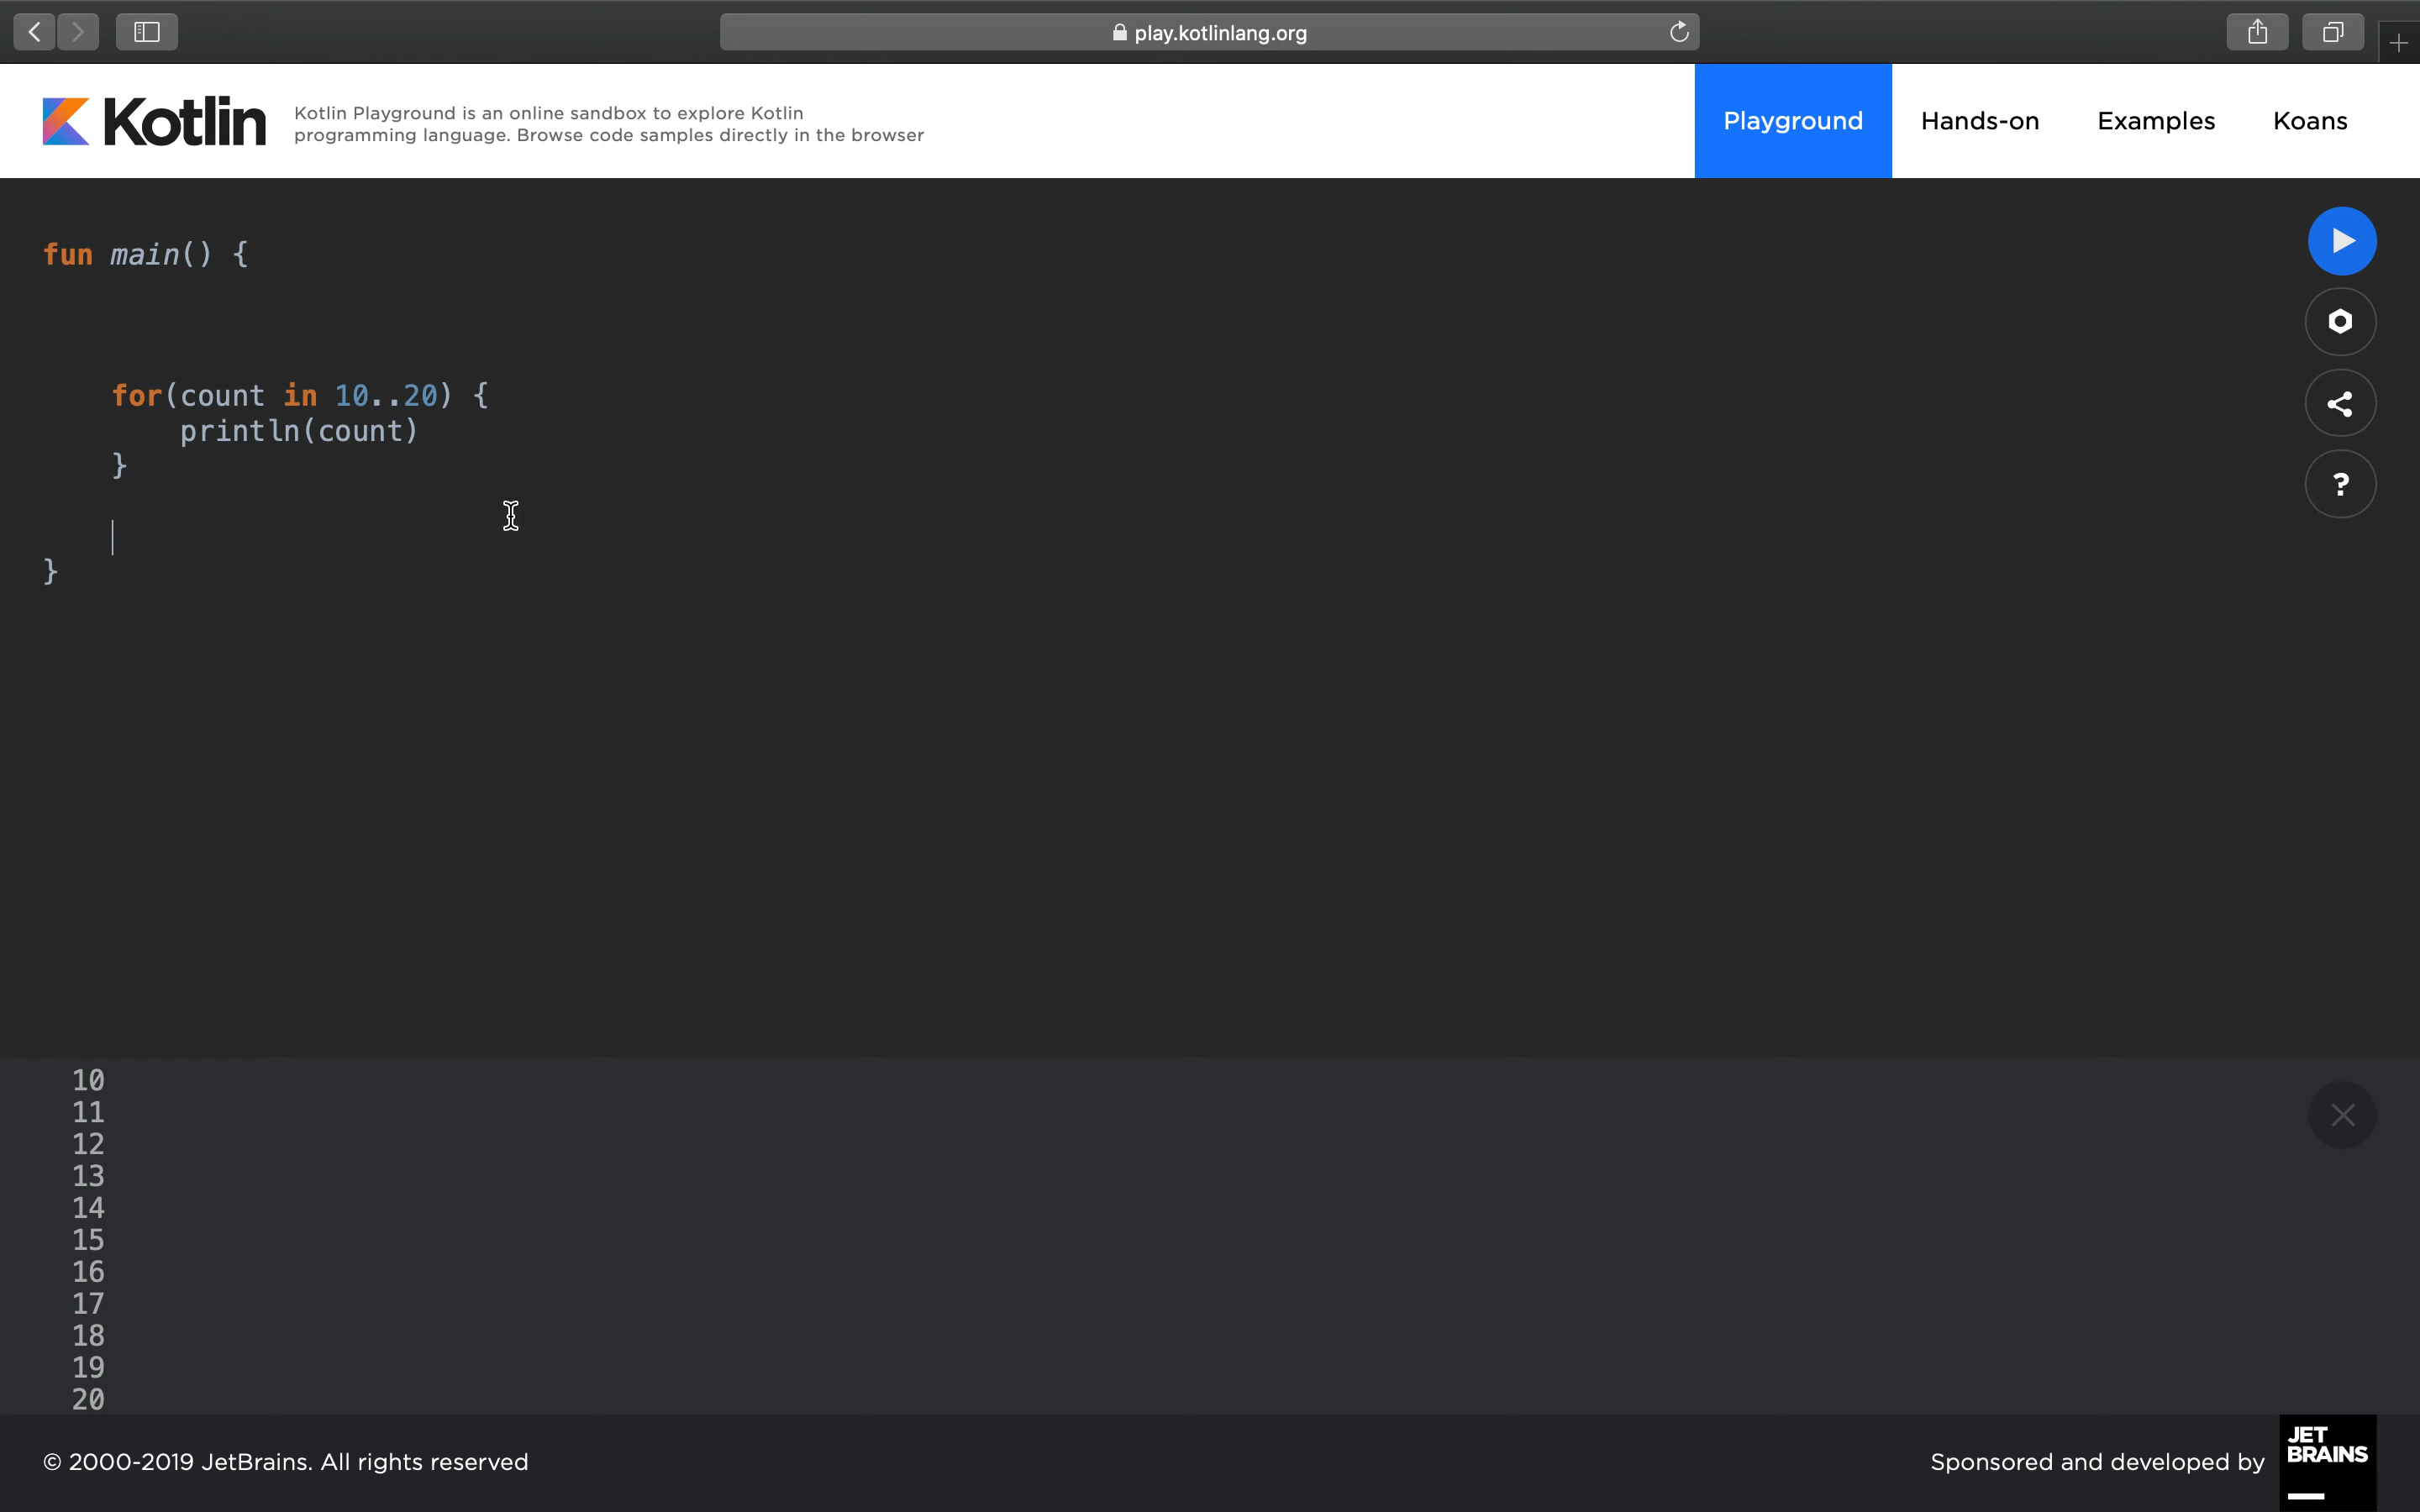 play.kotlinlang.org
Kotlin
Kotlin Playground is an online sandbox to explore Kotlin
programming language. Browse code samples directly in the browser
Playground
Hands-on
Examples
Koans
fun main() {
for(count in 10..20) {
println(count)
}
}
?
10
11
12
13
14
15
16
17
18
19
20
© 2000-2019 JetBrains. All rights reserved
Sponsored and developed by
JET
BRAINS